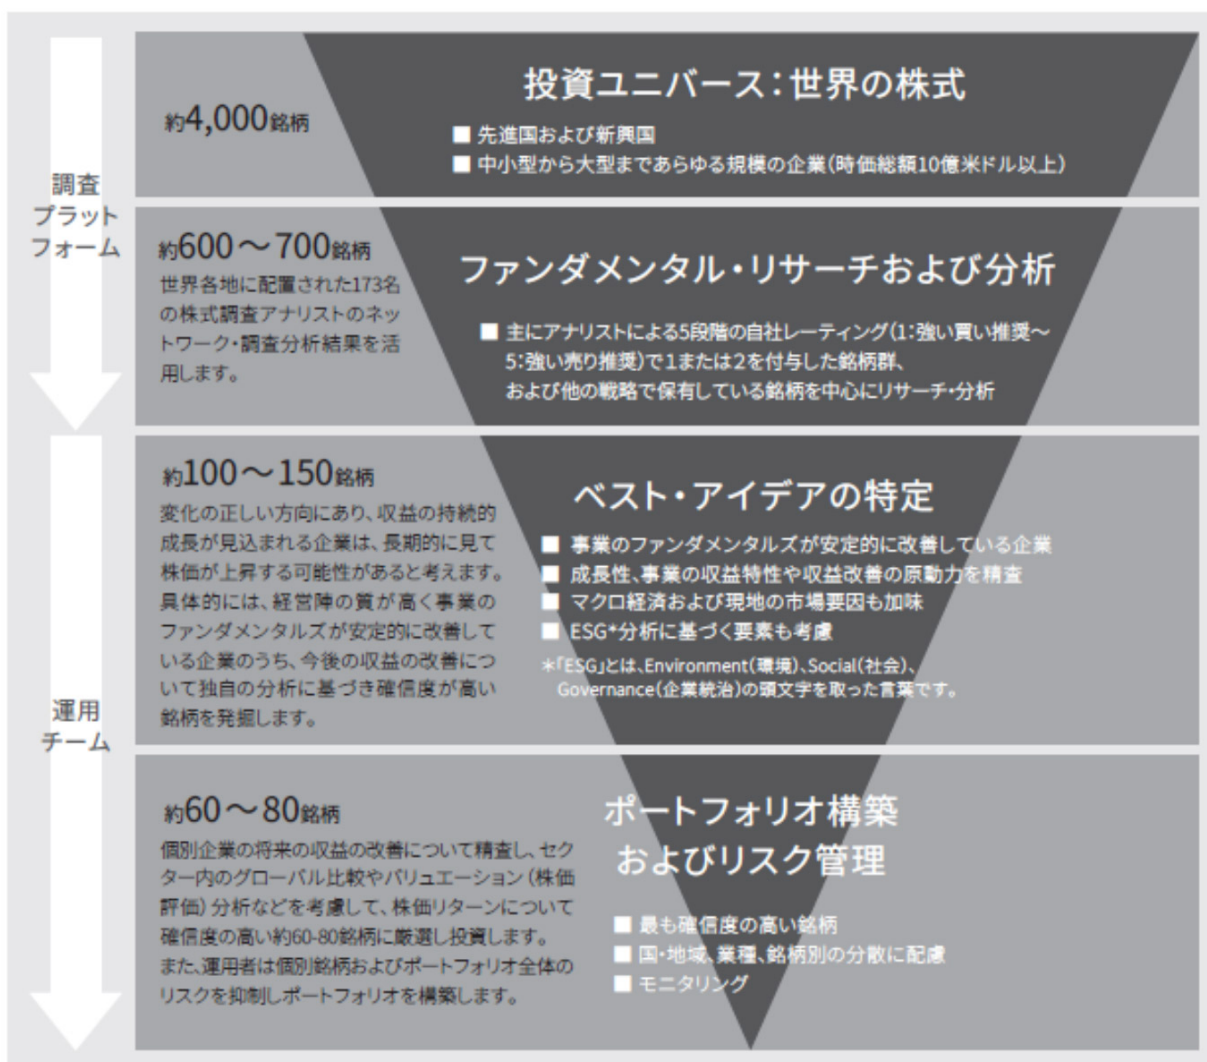 調査
プラット
フォーム
約4,000銘柄
投資ユニバース：世界の株式
■ 先進国および新興国
■ 中小型から大型まであらゆる規模の企業（時価総額10億米ドル以上）
約600～700銘柄
世界各地に配置された173名
の株式調査アナリストのネッ
トワーク・調査分析結果を活
用します。
ファンダメンタル・リサーチおよび分析
■ 主にアナリストによる5段階の自社レーティング（1：強い買い推奨～
5：強い売り推奨）で1または2を付与した銘柄群、
および他の戦略で保有している銘柄を中心にリサーチ・分析
運用
チーム
約100～150銘柄
変化の正しい方向にあり、収益の持続的
成長が見込まれる企業は、長期的に見て
株価が上昇する可能性があると考えます。
具体的には、経営陣の質が高く事業の
ファンダメンタルズが安定的に改善して
いる企業のうち、今後の収益の改善につ
いて独自の分析に基づき確信度が高い
銘柄を発掘します。
ベスト・アイデアの特定
■ 事業のファンダメンタルズが安定的に改善している企業
■ 成長性、事業の収益特性や収益改善の原動力を精査
■ マクロ経済および現地の市場要因も加味
■ ESG*分析に基づく要素も考慮
＊「ESG」とは、Environment（環境）、Social（社会）、
Governance（企業統治）の頭文字を取った言葉です。
約60～80銘柄
個別企業の将来の収益の改善について精査し、セク
ター内のグローバル比較やバリュエーション（株価
評価）分析などを考慮して、株価リターンについて
確信度の高い約60-80銘柄に厳選し投資します。
また、運用者は個別銘柄およびポートフォリオ全体の
リスクを抑制しポートフォリオを構築します。
ポートフォリオ構築
およびリスク管理
■ 最も確信度の高い銘柄
■ 国・地域、業種、銘柄別の分散に配慮
■ モニタリング